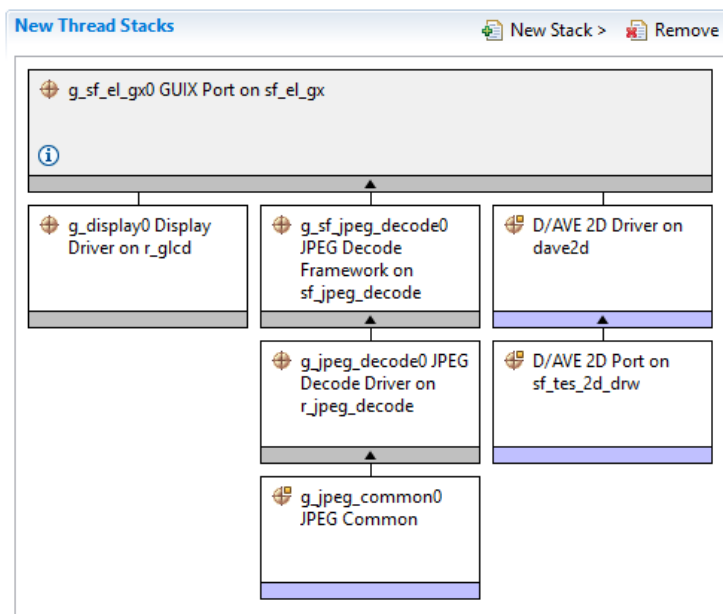 New Thread Stacks
New Stack >
Remove
g_sf_el_gx0 GUIX Port on sf_el_gx
g_display0 Display
Driver on r_glcd
g_sf_jpeg_decode0
JPEG Decode
Framework on
sf_jpeg_decode
D/AVE 2D Driver on
dave2d
g_jpeg_decode0 JPEG
Decode Driver on
r_jpeg_decode
D/AVE 2D Port on
sf_tes_2d_drw
g_jpeg_common0
JPEG Common